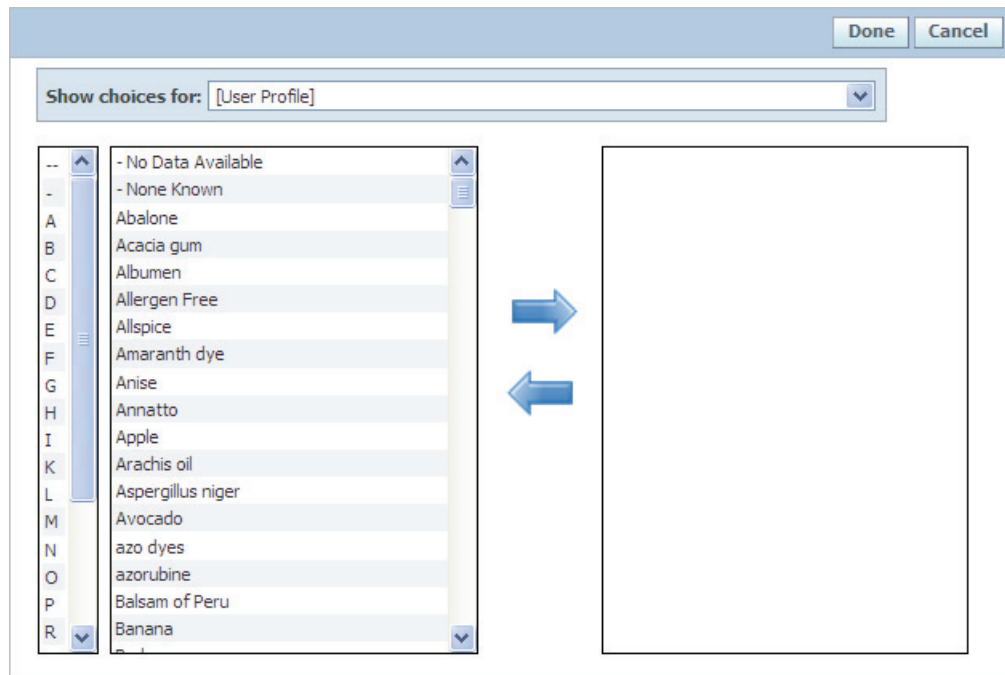 Done Cancel
Show choices for: [User Profile]
--
-
A
B
C
D
E
F
G
H
I
K
L
M
N
O
P
R
- No Data Available
- None Known
Abalone
Acacia gum
Albumen
Allergen Free
Allspice
Amaranth dye
Anise
Annatto
Apple
Arachis oil
Aspergillus niger
Avocado
azo dyes
azorubine
Balsam of Peru
Banana